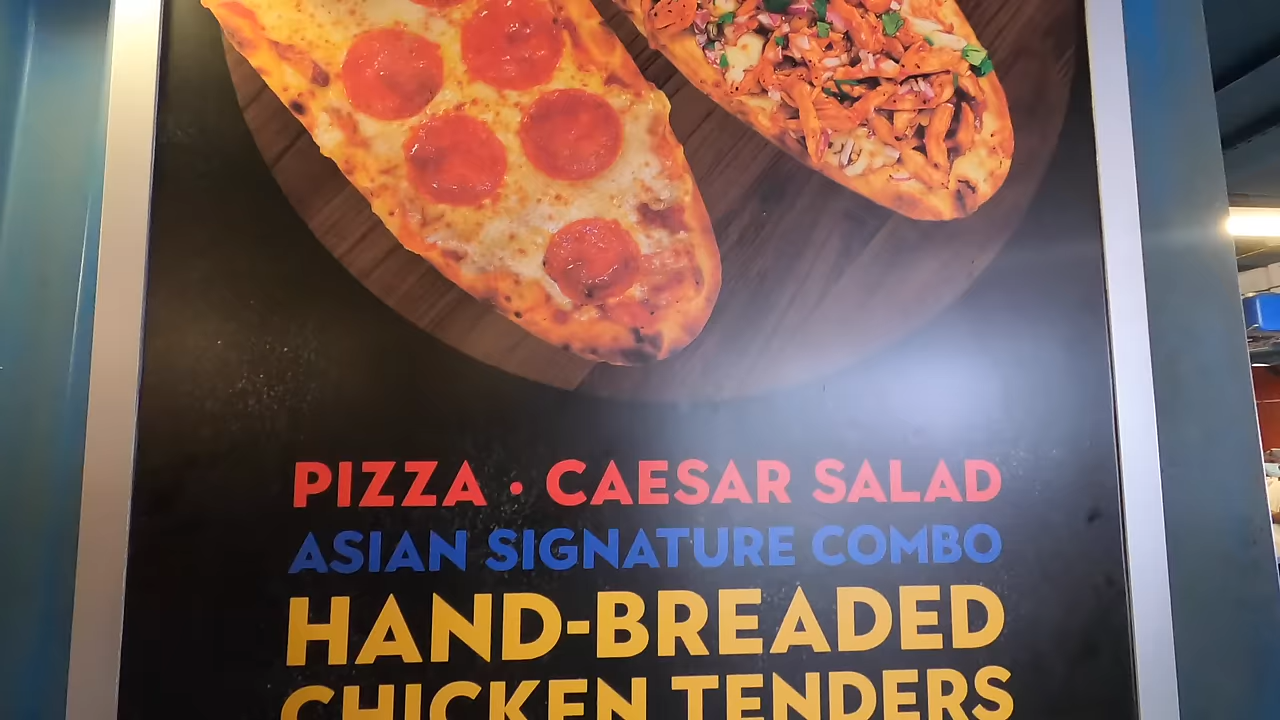 PIZZA · CAESAR SALAD
ASIAN SIGNATURE COMBO
HAND-BREADED
CHICKEN TENDERS